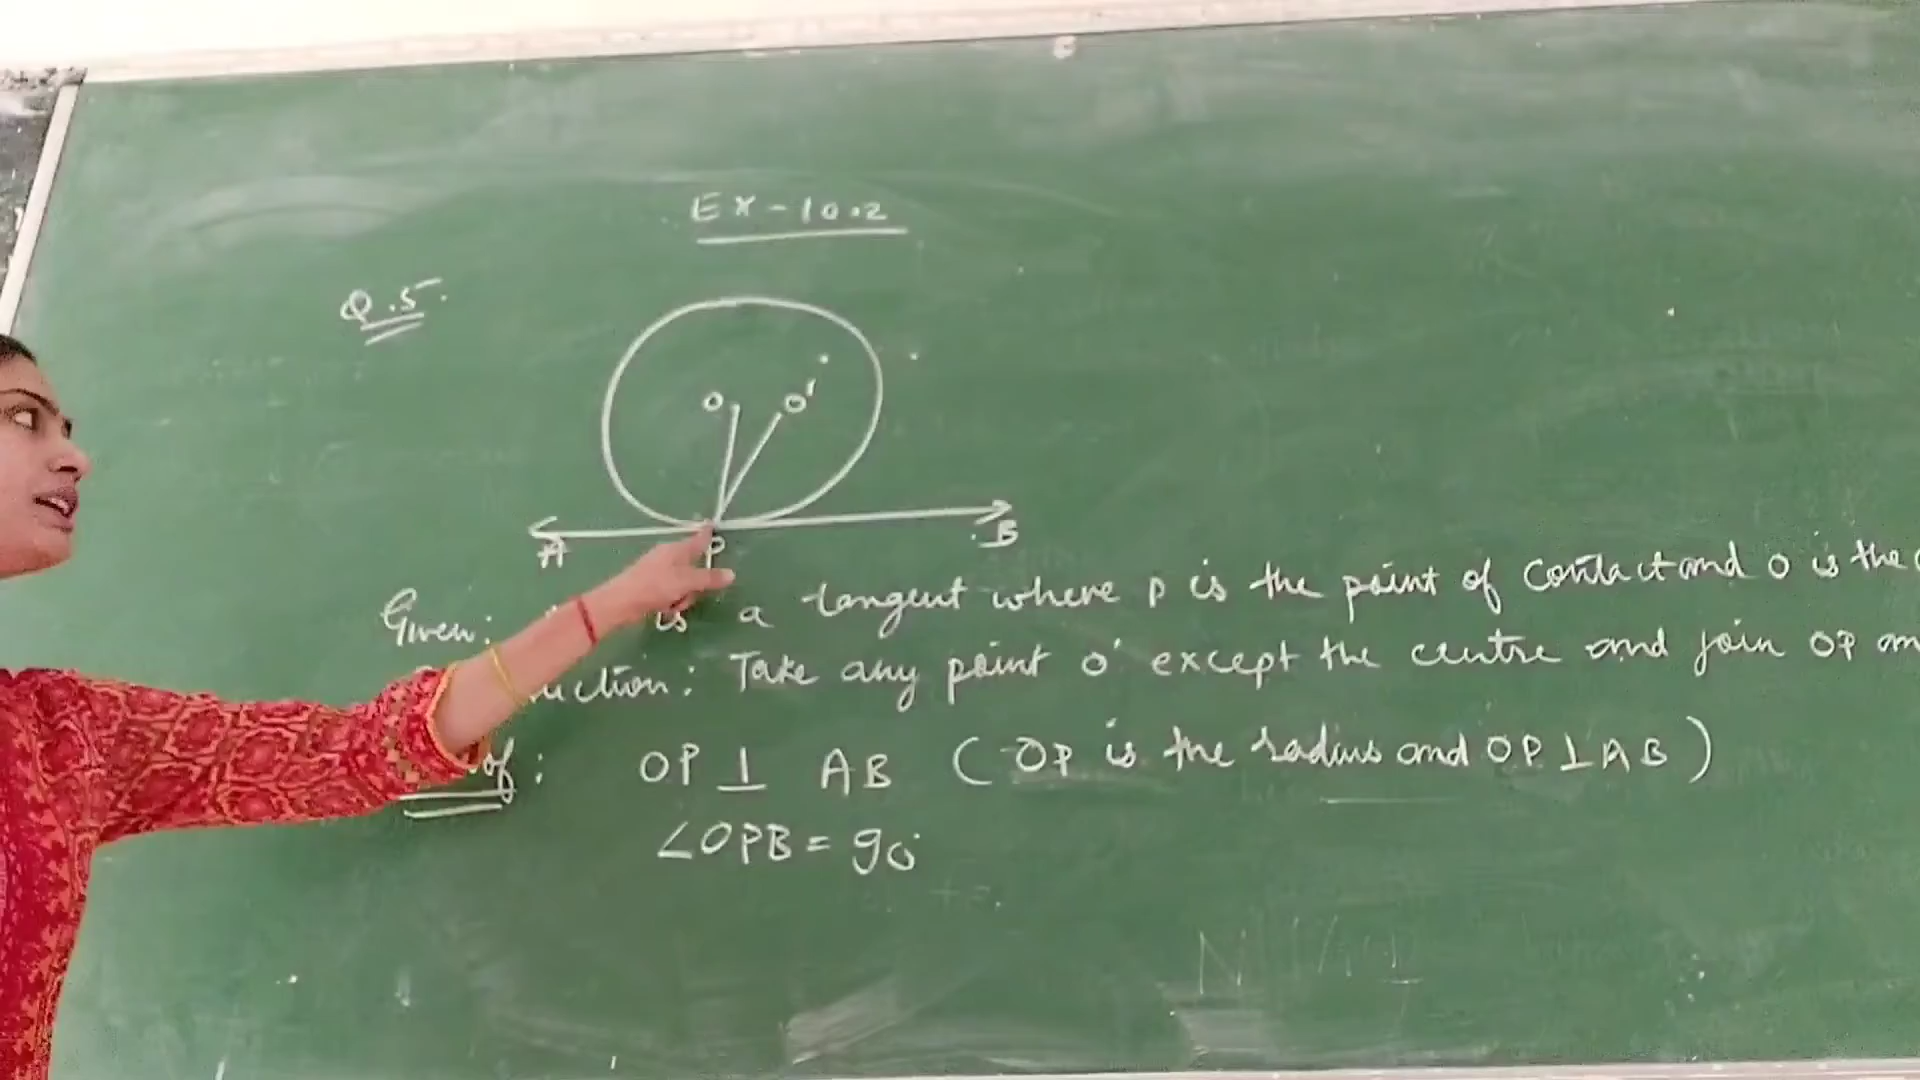 Ex-10.2
Q.5.
O O'
A P B
Given: is a tangent where P is the point of contact and O is the
uction: Take any point O' except the centre and join OP
of: OP ⊥ AB (OP is the radius and OP ⊥ AB)
∠OPB = 90°